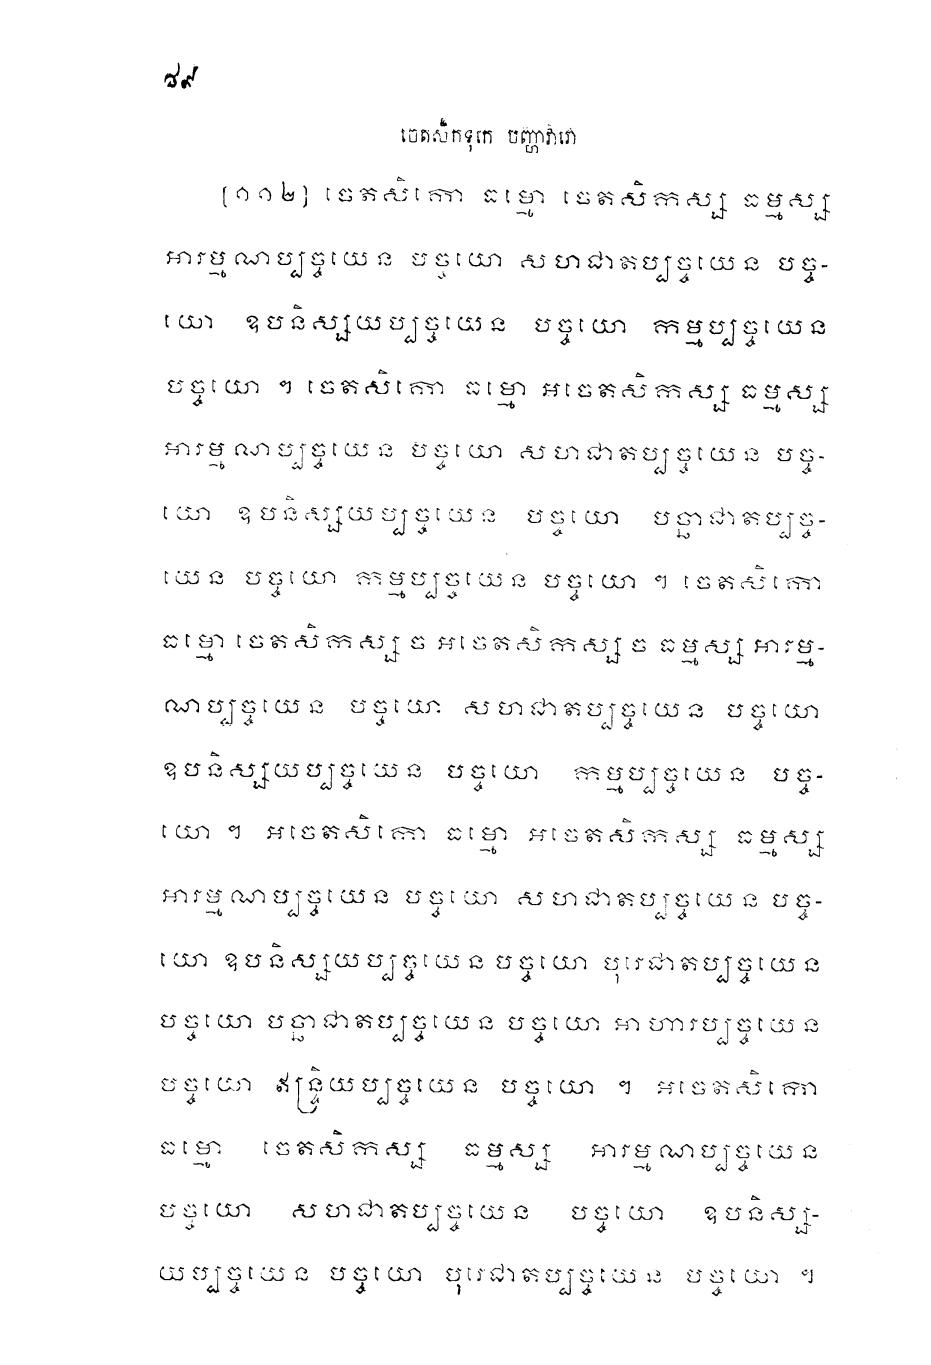 ៨៩
ចេតសិកទុកេ បញ្ហាវារោ
[១១២] ចេតសិកោ ធម្មោ ចេតសិកស្ស ធម្មស្ស
អារម្មណប្បច្ចយេន បច្ចយោ សហជាតប្បច្ចយេន បច្ច-
យោ ឧបនិស្សយប្បច្ចយេន បច្ចយោ កម្មប្បច្ចយេន
បច្ចយោ ។ ចេតសិកោ ធម្មោ អចេតសិកស្ស ធម្មស្ស
អារម្មណប្បច្ចយេន បច្ចយោ សហជាតប្បច្ចយេន បច្ច-
យោ ឧបនិស្សយប្បច្ចយេន បច្ចយោ បច្ឆាជាតប្បច្ច-
យេន បច្ចយោ កម្មប្បច្ចយេន បច្ចយោ ។ ចេតសិកោ
ធម្មោ ចេតសិកស្ស ច អចេតសិកស្ស ច ធម្មស្ស អារម្ម-
ណប្បច្ចយេន បច្ចយោ សហជាតប្បច្ចយេន បច្ចយោ
ឧបនិស្សយប្បច្ចយេន បច្ចយោ កម្មប្បច្ចយេន បច្ច-
យោ ។ អចេតសិកោ ធម្មោ អចេតសិកស្ស ធម្មស្ស
អារម្មណប្បច្ចយេន បច្ចយោ សហជាតប្បច្ចយេន បច្ច-
យោ ឧបនិស្សយប្បច្ចយេន បច្ចយោ បុរេជាតប្បច្ចយេន
បច្ចយោ បច្ឆាជាតប្បច្ចយេន បច្ចយោ អាហារប្បច្ចយេន
បច្ចយោ ឥន្ទ្រិយប្បច្ចយេន បច្ចយោ ។ អចេតសិកោ
ធម្មោ ចេតសិកស្ស ធម្មស្ស អារម្មណប្បច្ចយេន
បច្ចយោ សហជាតប្បច្ចយេន បច្ចយោ ឧបនិស្ស-
យប្បច្ចយេន បច្ចយោ បុរេជាតប្បច្ចយេន បច្ចយោ ។